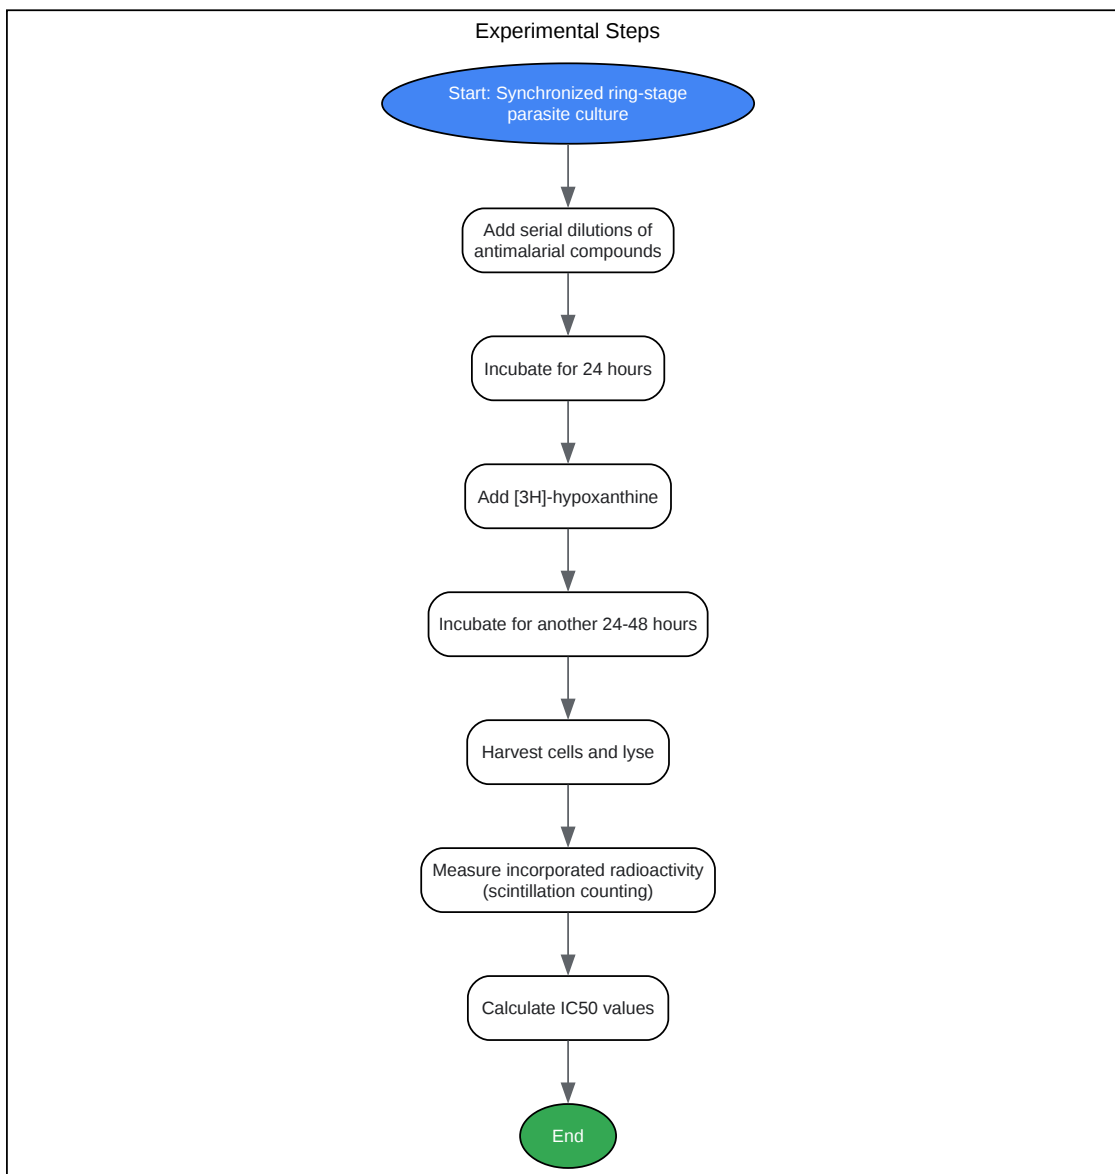 Experimental Steps
Start: Synchronized ring-stage
parasite culture
Add serial dilutions of
antimalarial compounds
Incubate for 24 hours
Add [3H]-hypoxanthine
Incubate for another 24-48 hours
Harvest cells and lyse
Measure incorporated radioactivity
(scintillation counting)
Calculate IC50 values
End